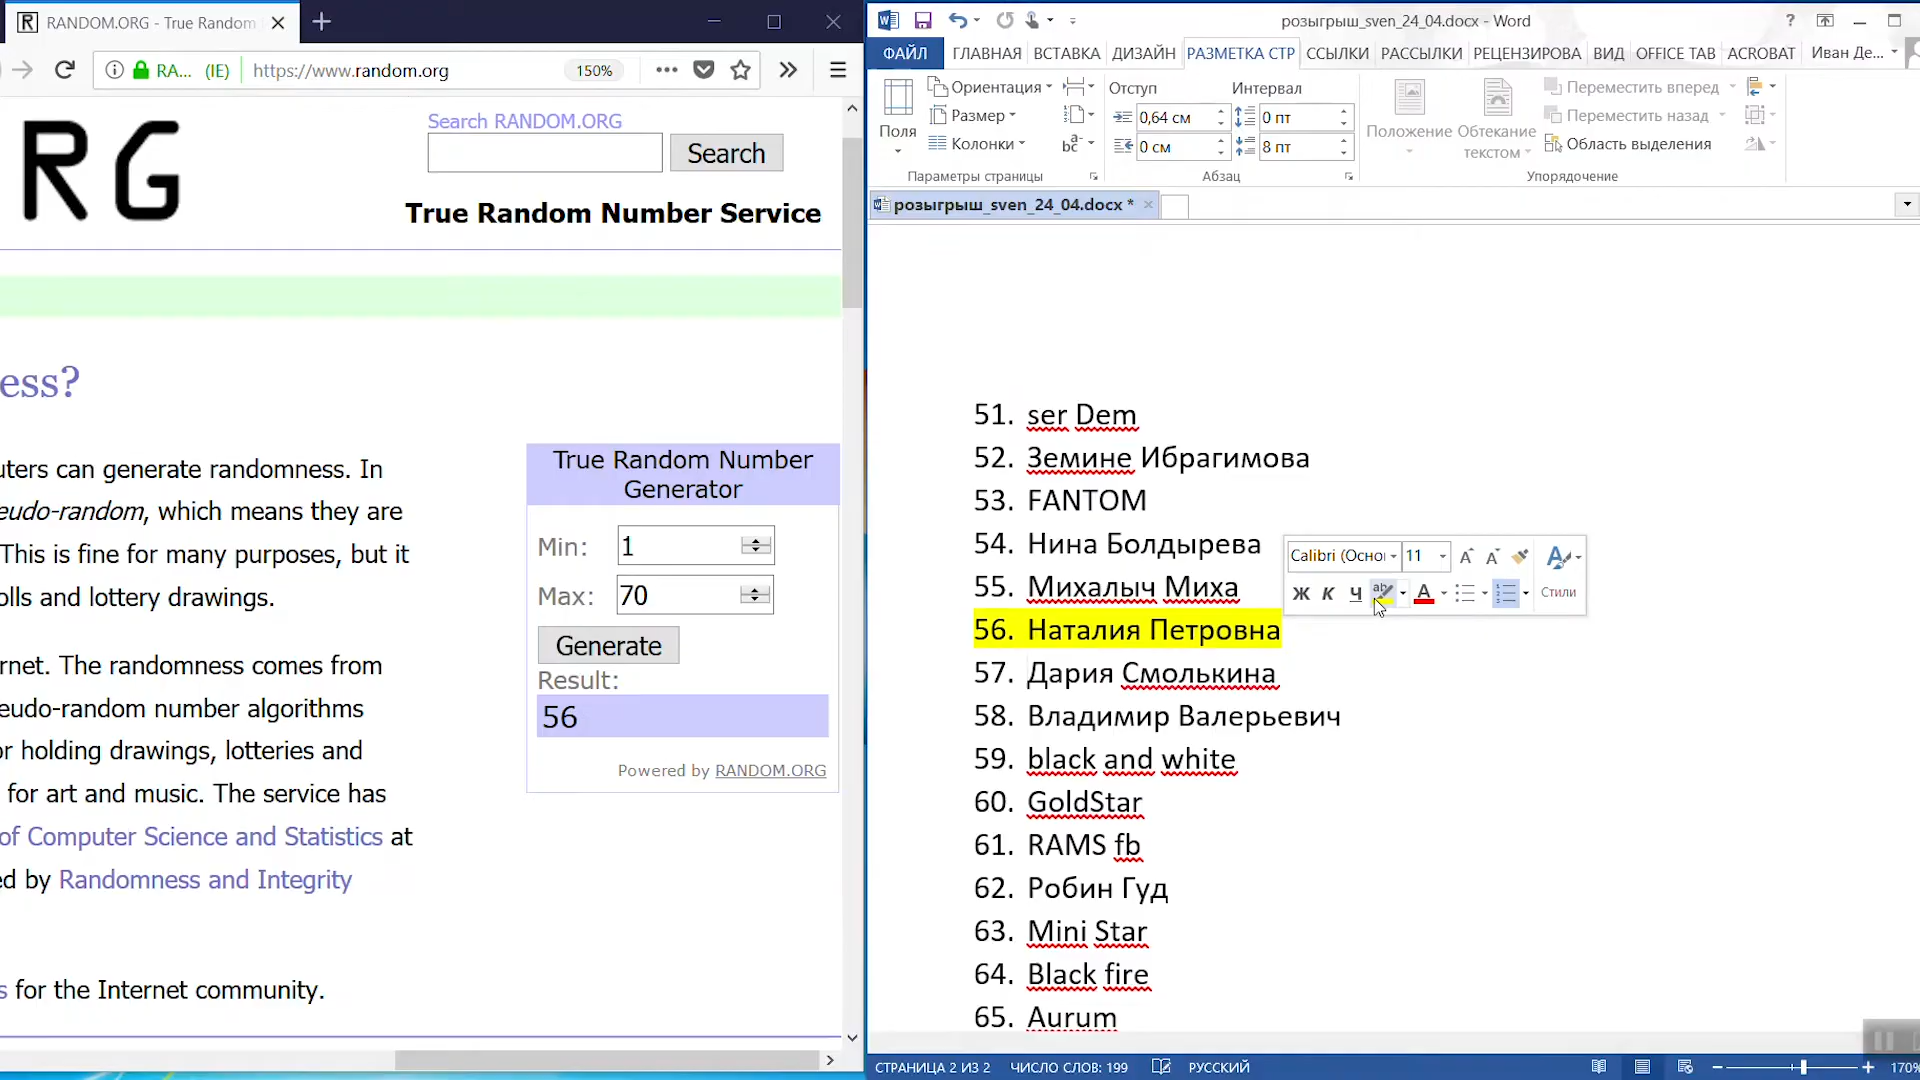 RANDOM.ORG - True Random
RA... (IE) https://www.random.org 150%
RG
Search RANDOM.ORG
Search
True Random Number Service
ess?
uters can generate randomness. In
eudo-random, which means they are
This is fine for many purposes, but it
olls and lottery drawings.
rnet. The randomness comes from
eudo-random number algorithms
or holding drawings, lotteries and
for art and music. The service has
of Computer Science and Statistics at
ed by Randomness and Integrity
s for the Internet community.
True Random Number
Generator
Min: 1
Max: 70
Generate
Result:
56
Powered by RANDOM.ORG
розыгрыш_sven_24_04.docx - Word
ФАЙЛ ГЛАВНАЯ ВСТАВКА ДИЗАЙН РАЗМЕТКА СТР ССЫЛКИ РАССЫЛКИ РЕЦЕНЗИРОВА ВИД OFFICE TAB ACROBAT Иван Де...
Поля
Ориентация
Размер
Колонки
Параметры страницы
Отступ Интервал
0,64 см 0 пт
0 см 8 пт
Абзац
Положение
Обтекание
текстом
Переместить вперед
Переместить назад
Область выделения
Упорядочение
розыгрыш_sven_24_04.docx *
51. ser Dem
52. Земине Ибрагимова
53. FANTOM
54. Нина Болдырева
55. Михалыч Миха
56. Наталия Петровна
57. Дария Смолькина
58. Владимир Валерьевич
59. black and white
60. GoldStar
61. RAMS fb
62. Робин Гуд
63. Mini Star
64. Black fire
65. Aurum
Calibri (Осно 11
Ж К Ч Стили
СТРАНИЦА 2 ИЗ 2 ЧИСЛО СЛОВ: 199 РУССКИЙ 170%